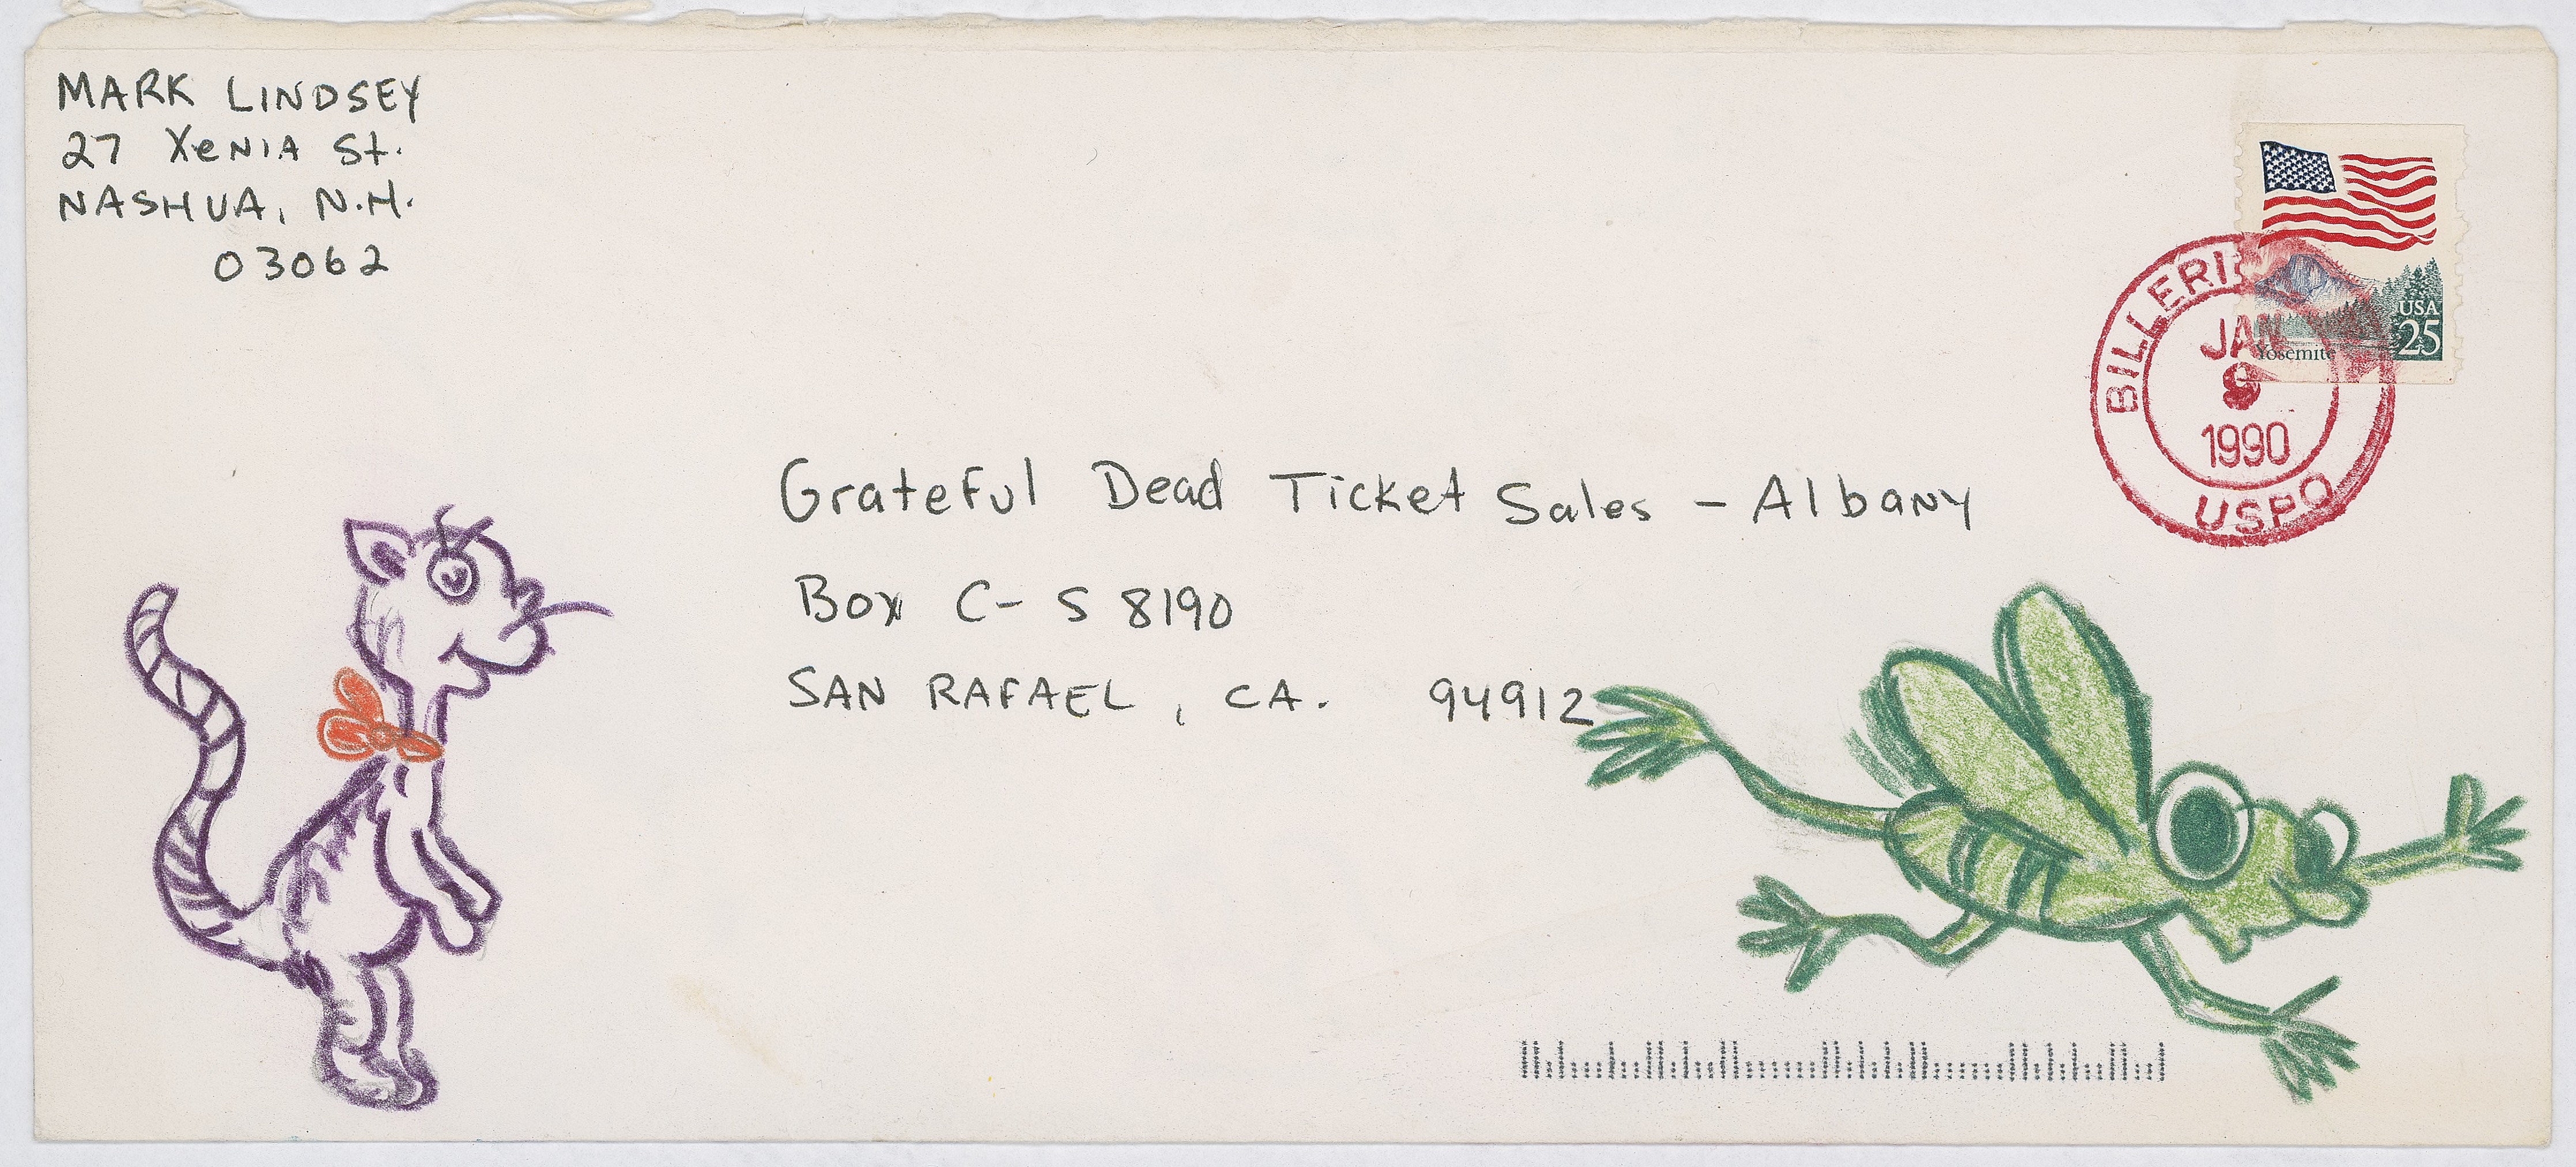 MARK LINDSEY
27 XeNIA St.
NASHUA, N.H.
03062
USA
25
Yosemite
JAN
9
1990
USPO
Grateful Dead Ticket Sales - Albany
Box C- S 8190
SAN RAFAEL, CA. 94912